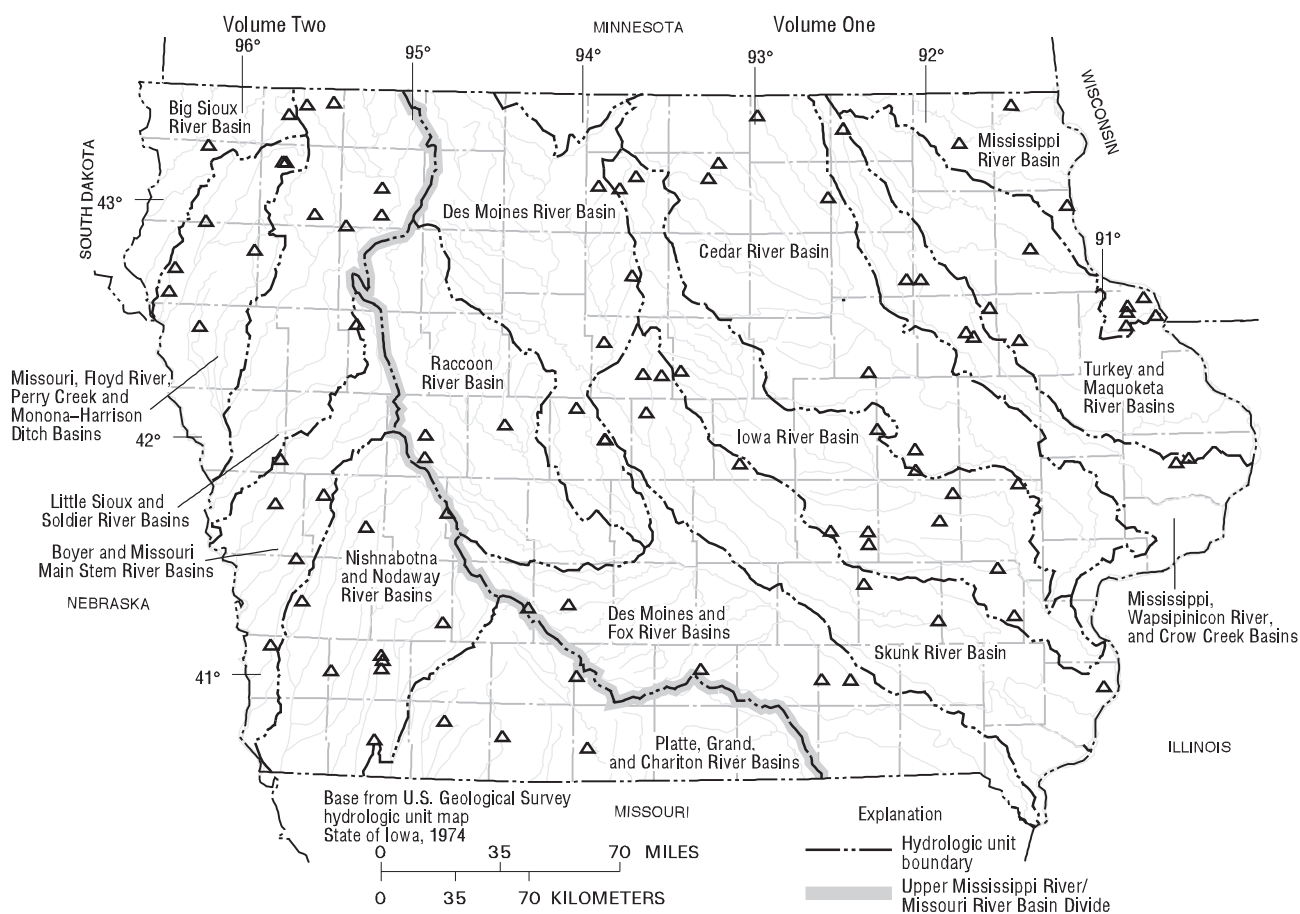 Volume Two
MINNESOTA
Volume One
96°
95°
94°
93°
92°
Big Sioux
River Basin
WISCONSIN
Mississippi
River Basin
SOUTH DAKOTA
43°
Des Moines River Basin
Cedar River Basin
91°
Raccoon
River Basin
Missouri, Floyd River,
Perry Creek and
Monona–Harrison
Ditch Basins
Turkey and
Maquoketa
River Basins
42°
Iowa River Basin
Little Sioux and
Soldier River Basins
Boyer and Missouri
Main Stem River Basins
Nishnabotna
and Nodaway
River Basins
NEBRASKA
Des Moines and
Fox River Basins
Mississippi,
Wapsipinicon River,
and Crow Creek Basins
Skunk River Basin
41°
Platte, Grand,
and Chariton River Basins
ILLINOIS
Base from U.S. Geological Survey
hydrologic unit map
State of Iowa, 1974
MISSOURI
Explanation
0 35 70 MILES
0 35 70 KILOMETERS
Hydrologic unit
boundary
Upper Mississippi River/
Missouri River Basin Divide